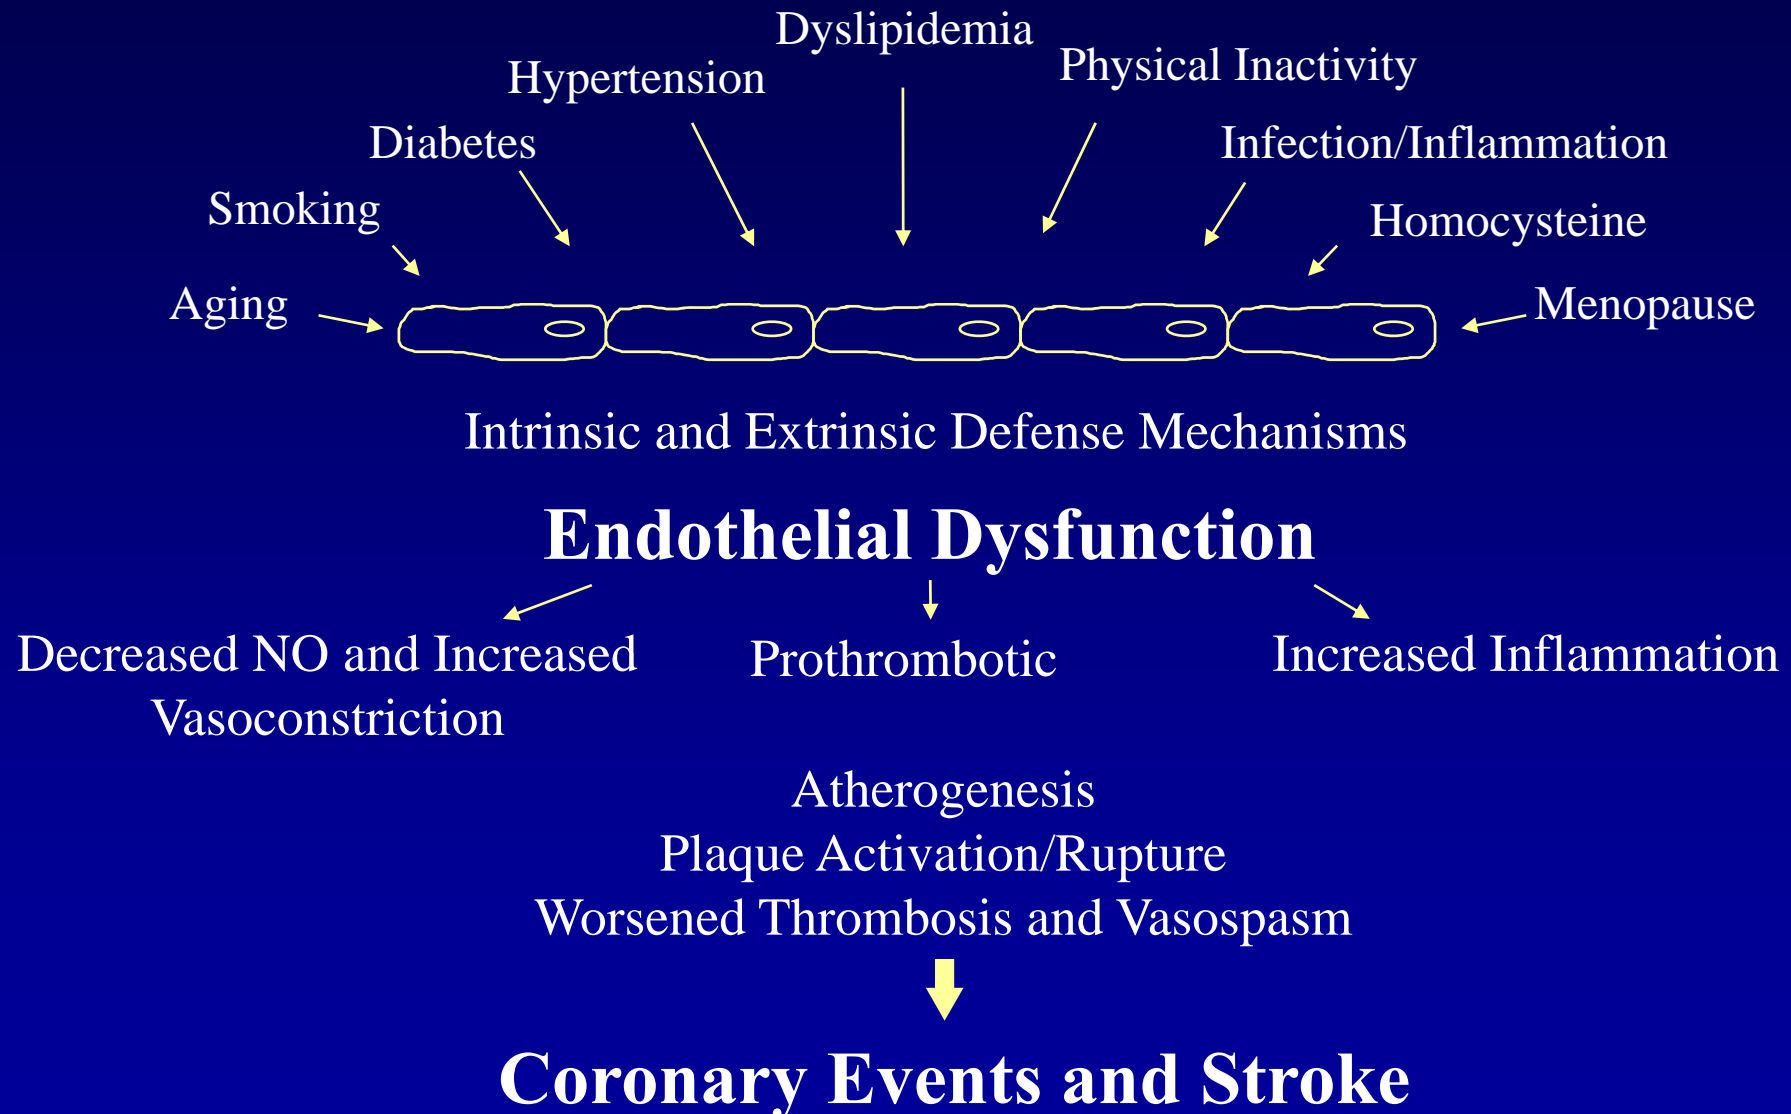 Dyslipidemia
Hypertension
Physical Inactivity
Diabetes
Infection/Inflammation
Smoking
Homocysteine
Aging
Menopause
Intrinsic and Extrinsic Defense Mechanisms
Endothelial Dysfunction
Decreased NO and Increased
Vasoconstriction
Prothrombotic
Increased Inflammation
Atherogenesis
Plaque Activation/Rupture
Worsened Thrombosis and Vasospasm
Coronary Events and Stroke